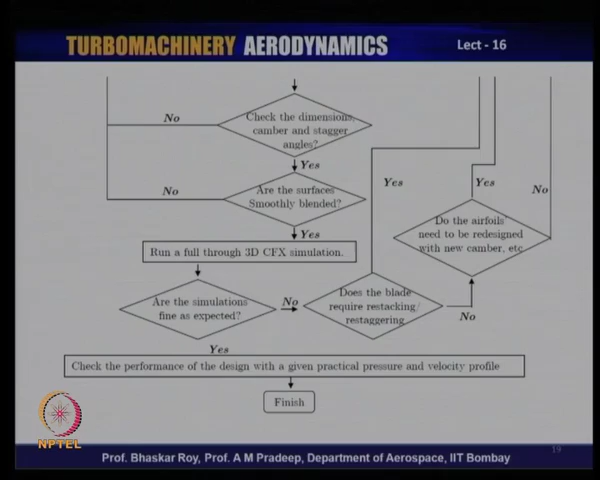 TURBOMACHINERY AERODYNAMICS
Lect - 16
No
Check the dimensions,
camber and stagger
angles?
Yes
No
Are the surfaces
Smoothly blended?
Yes
Yes
Yes
No
Do the airfoils
need to be redesigned
with new camber, etc
Run a full through 3D CFX simulation.
Are the simulations
fine as expected?
No
Does the blade
require restacking/
restaggering
No
Yes
Check the performance of the design with a given practical pressure and velocity profile
Finish
NPTEL
19
Prof. Bhaskar Roy, Prof. A M Pradeep, Department of Aerospace, IIT Bombay